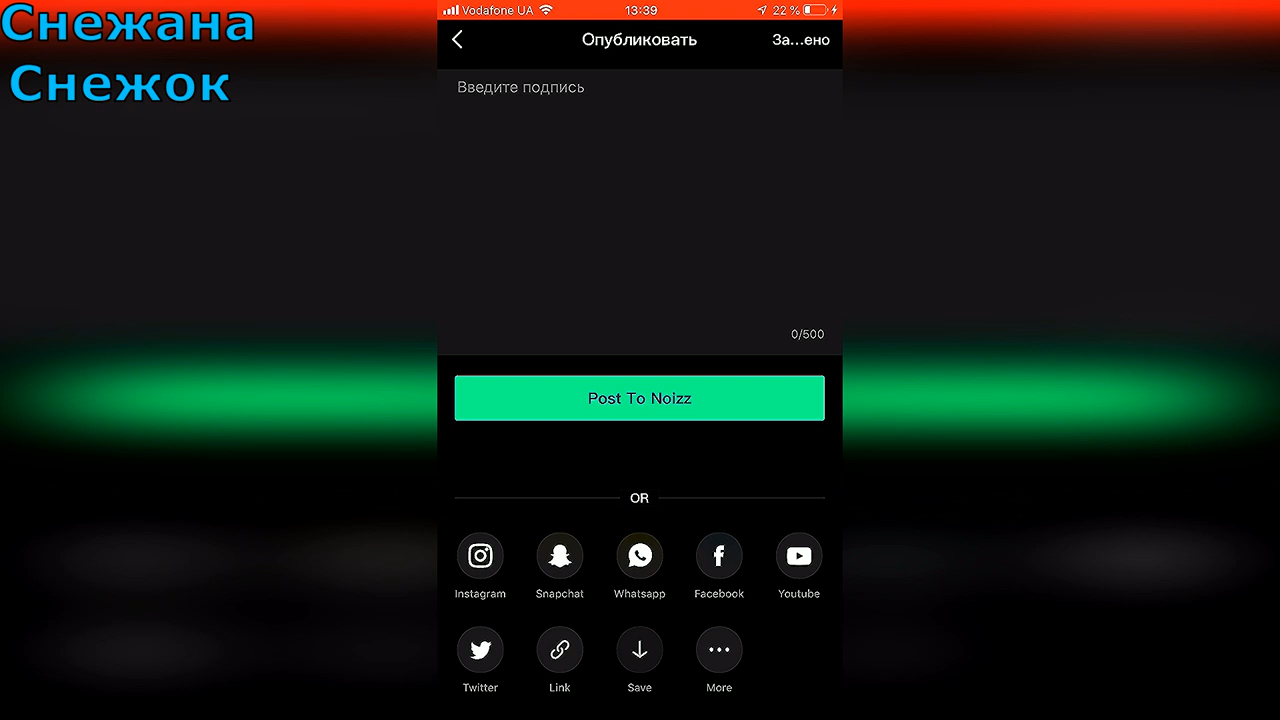 Снежана
Снежок
Vodafone UA 13:39 22 %
Опубликовать За...ено
Введите подпись
0/500
Post To Noizz
OR
Instagram Snapchat Whatsapp Facebook Youtube
Twitter Link Save More